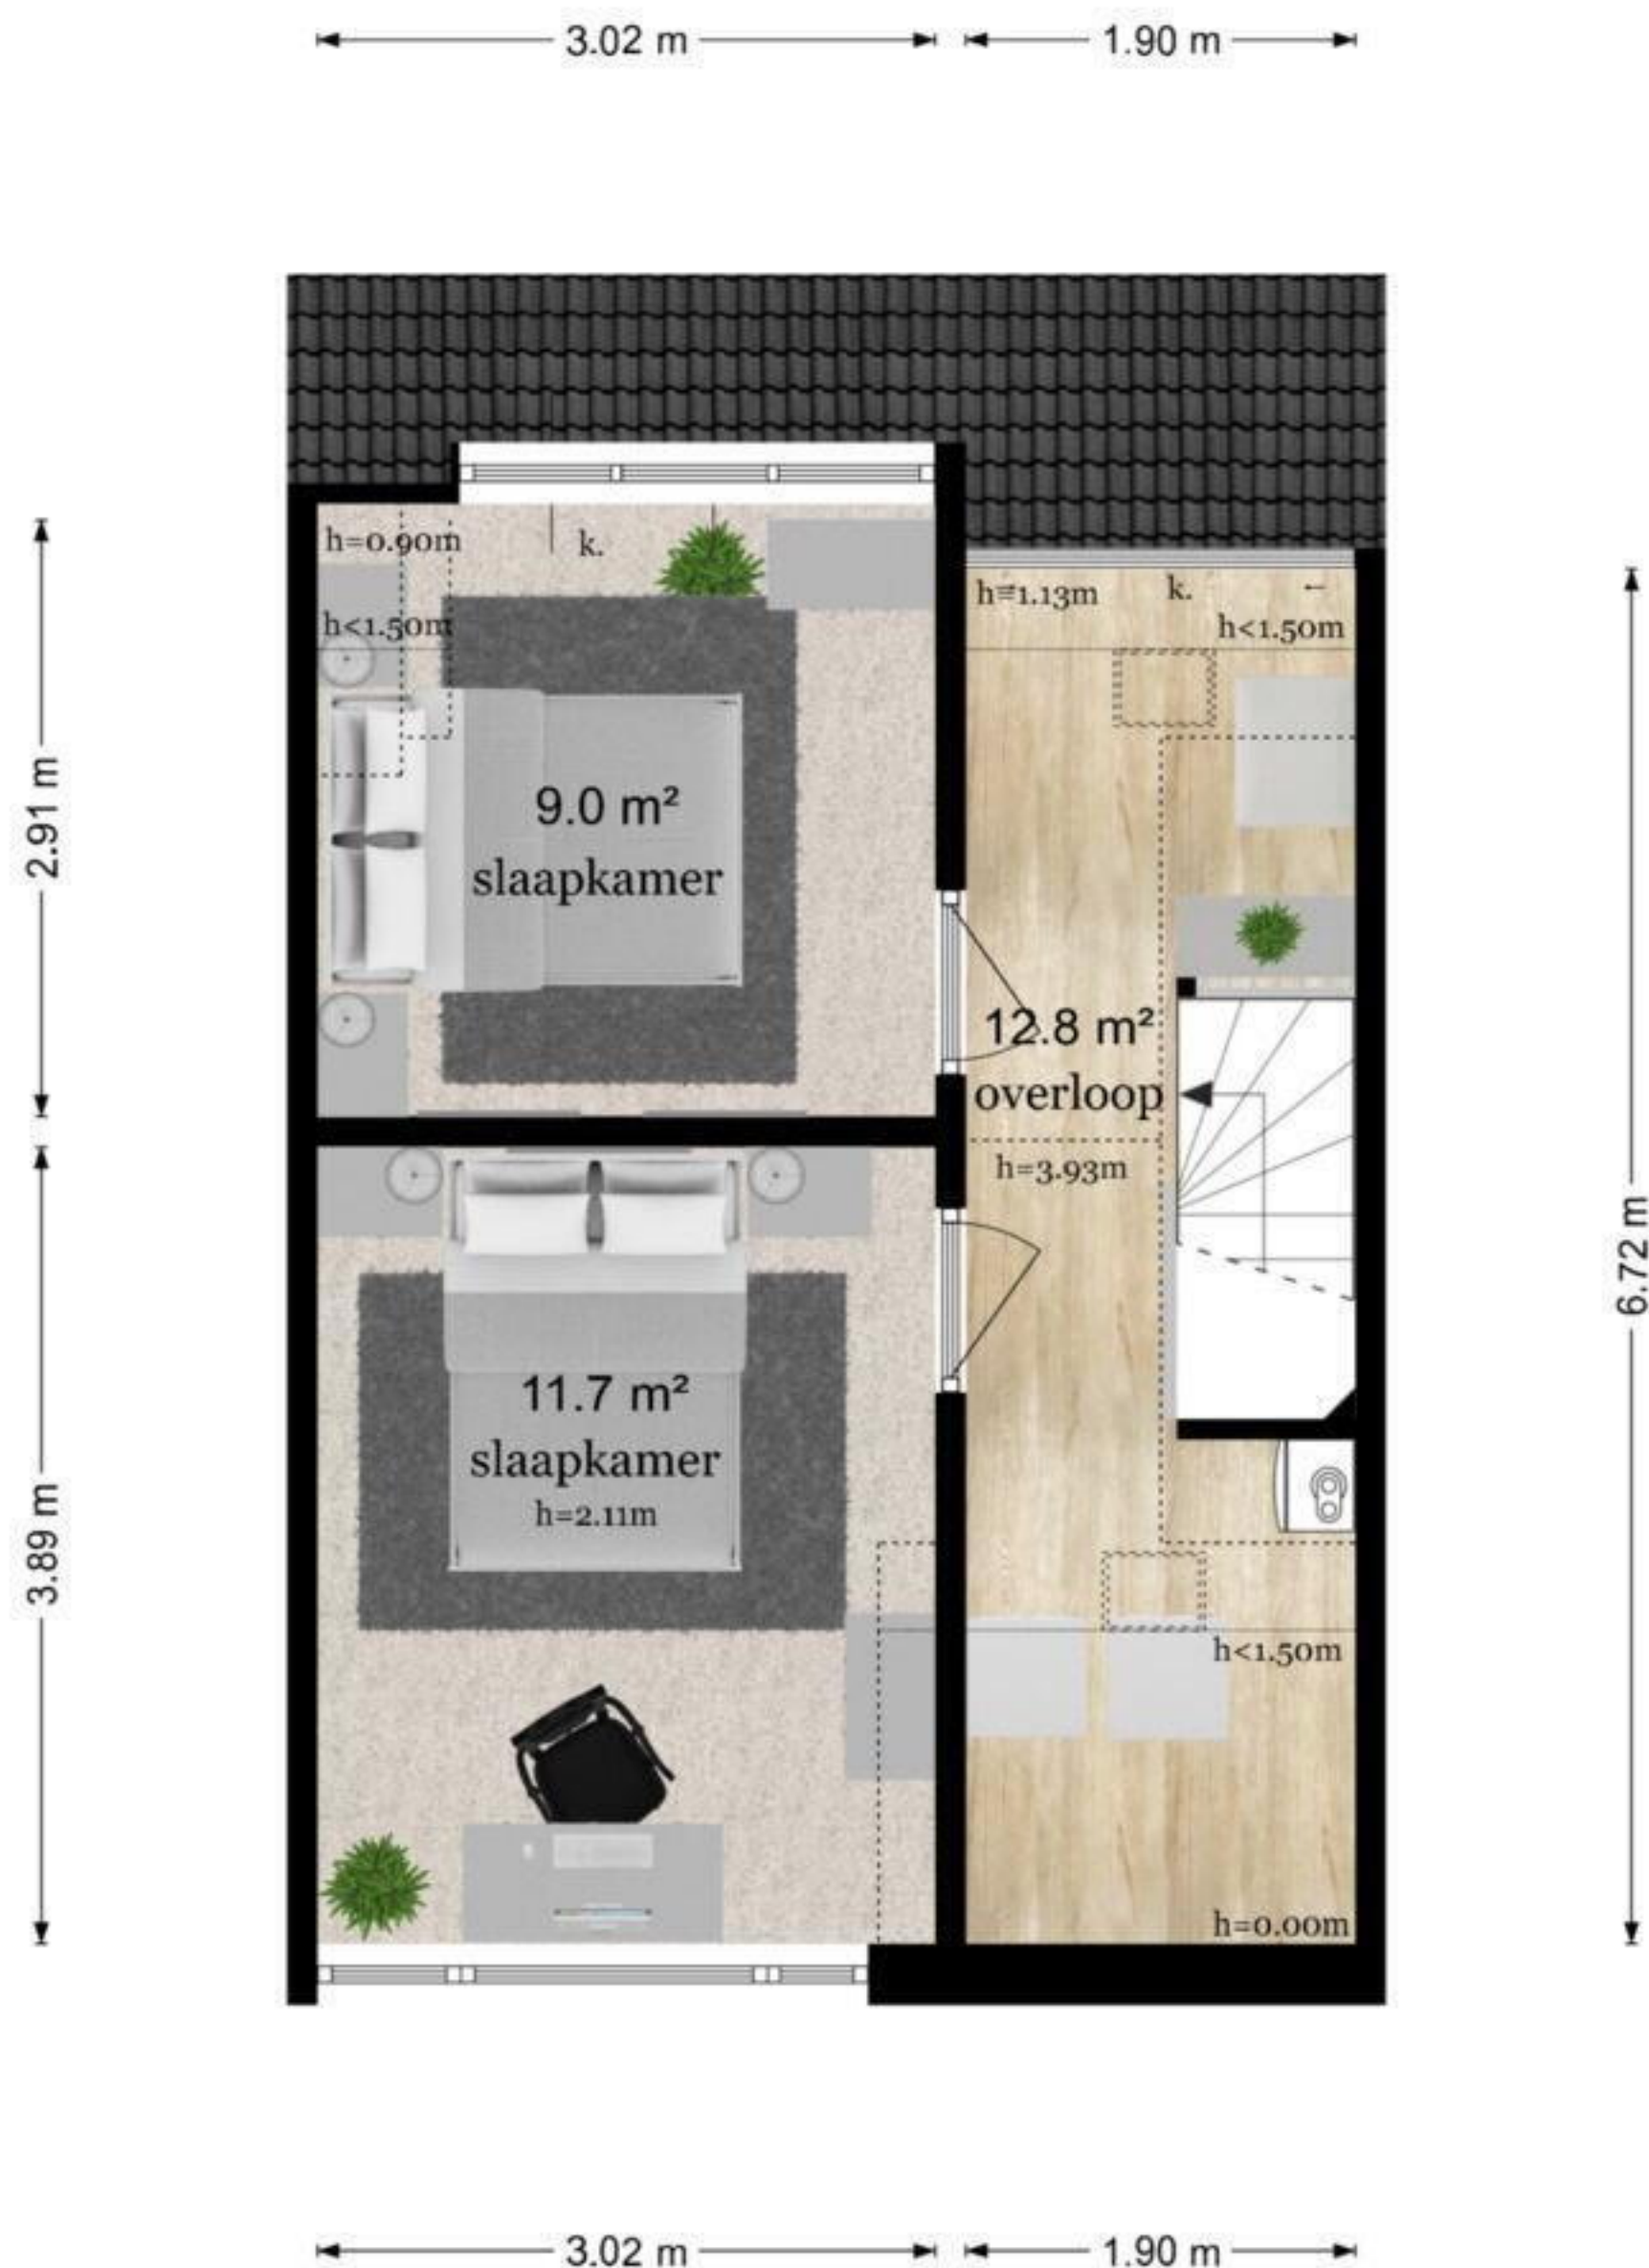 3.02 m
1.90 m
h=0.90m
k.
h=1.13m
k.
h<1.50m
h<1.50m
2.91 m
9.0 m²
slaapkamer
12.8 m²
overloop
h=3.93m
6.72 m
11.7 m²
slaapkamer
h=2.11m
3.89 m
h<1.50m
h=0.00m
3.02 m
1.90 m